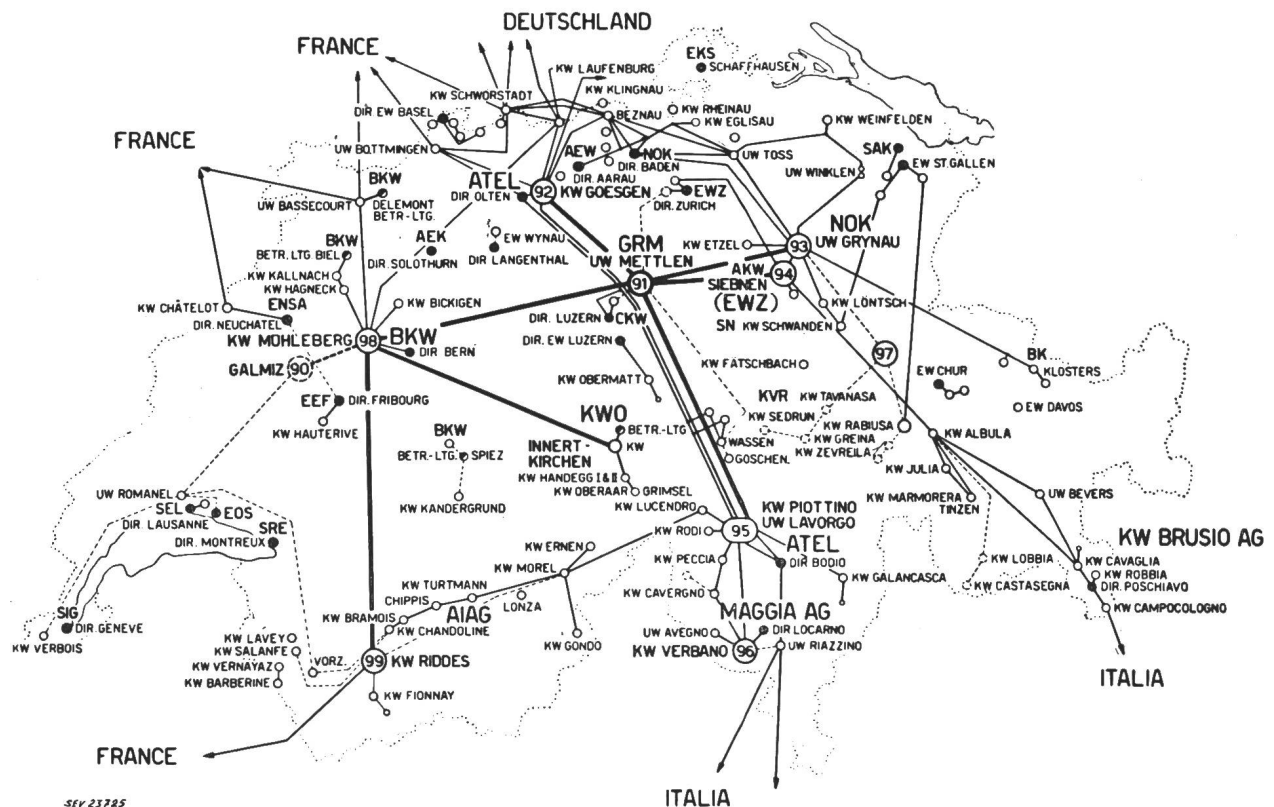 DEUTSCHLAND
FRANCE
EKS
SCHAFFHAUSEN
KW LAUFENBURG
KW KLINGNAU
KW SCHWORSTADT
DIR. EW BASEL
BEZNAU
KW RHEINAU
KW EGLISAU
KW WEINFELDEN
FRANCE
UW BOTTMINGEN
AEW
DIR. AARAU
NOK
DIR. BADEN
UW TOSS
SAK
EW ST. GALLEN
UW WINKLEN
BKW
DELEMONT
BETR-LTG.
UW BASSECOURT
ATEL
DIR OLTEN
92
KW GOESGEN
EWZ
DIR. ZURICH
EW WYNAU
DIR LANGENTHAL
AEK
DIR. SOLOTHURN
BKW
BETR. LTG BIEL
KW KALLNACH
KW HAGNECK
GRM
UW METTLEN
91
KW ETZEL
93
NOK
UW GRYNAU
94
AKW
SIEBNEN
(EWZ)
SN
KW LÖNTSCH
KW SCHWANDEN
KW CHÂTELOT
ENSA
DIR. NEUCHATEL
KW BICKIGEN
KW MÜHLEBERG
98
BKW
DIR BERN
DIR. LUZERN
CKW
DIR. EW LUZERN
GALMIZ
90
KW FÄTSCHBACH
97
BK
KLOSTERS
EW CHUR
EW DAVOS
KW OBERMATT
EEF
DIR. FRIBOURG
KW HAUTERIVE
KVR
KW TAVANASA
KW SEDRUN
KW RABIUSA
KW GREINA
KW ZEVREILA
KW ALBULA
KWO
BETR.-LTG
INNERT-
KIRCHEN
KW
BKW
BETR.-LTG. SPIEZ
WASSEN
GÖSCHEN.
KW JULIA
KW HANDEGG I & II
KW OBERAAR
GRIMSEL
KW MARMORERA
TINZEN
UW BEVERS
KW KANDERGRUND
UW ROMANEL
SEL
EOS
DIR. LAUSANNE
SRE
DIR. MONTREUX
KW LUCENDRO
KW PIOTTINO
UW LAVORGO
95
KW RODI
ATEL
DIR BODIO
KW BRUSIO AG
KW ERNEN
KW MOREL
KW PECCIA
KW GALANCASCA
KW LOBBIA
KW CASTASEGNA
KW CAVAGLIA
KW ROBBIA
DIR. POSCHIAVO
KW CAMPOCOLOGNO
KW TURTMANN
CHIPPIS
AIAG
LONZA
KW CAVERGNO
MAGGIA AG
SIG
DIR. GENEVE
KW VERBOIS
KW BRAMOIS
KW CHANDOLINE
KW LAVEY
KW SALANFE
KW VERNAYAZ
KW BARBERINE
VORZ.
99
KW RIDDES
KW GONDO
UW AVEGNO
DIR LOCARNO
KW VERBANO
96
UW RIAZZINO
KW FIONNAY
ITALIA
FRANCE
ITALIA
SEV 23725